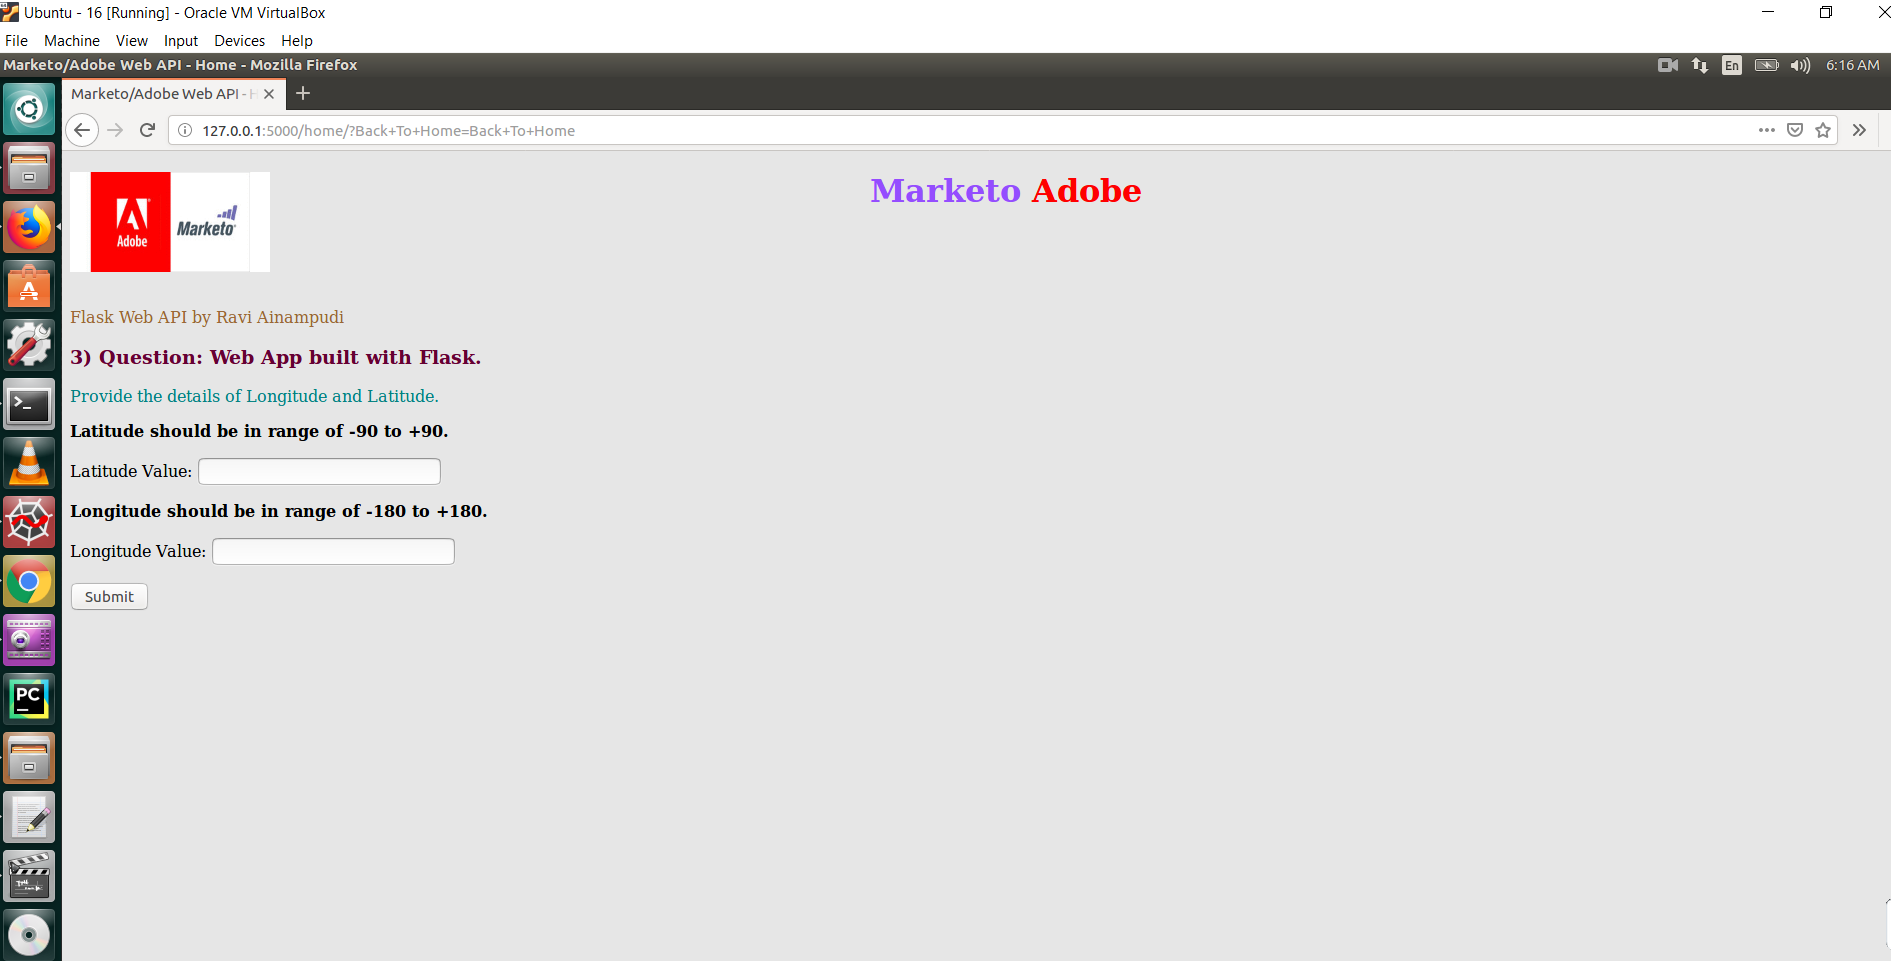 Ubuntu - 16 [Running] - Oracle VM VirtualBox
File Machine View Input Devices Help
Marketo/Adobe Web API - Home - Mozilla Firefox
En 6:16 AM
Marketo/Adobe Web API - H
127.0.0.1:5000/home/?Back+To+Home=Back+To+Home
Adobe
Marketo
Marketo Adobe
Flask Web API by Ravi Ainampudi
3) Question: Web App built with Flask.
Provide the details of Longitude and Latitude.
Latitude should be in range of -90 to +90.
Latitude Value:
Longitude should be in range of -180 to +180.
Longitude Value:
Submit
PC